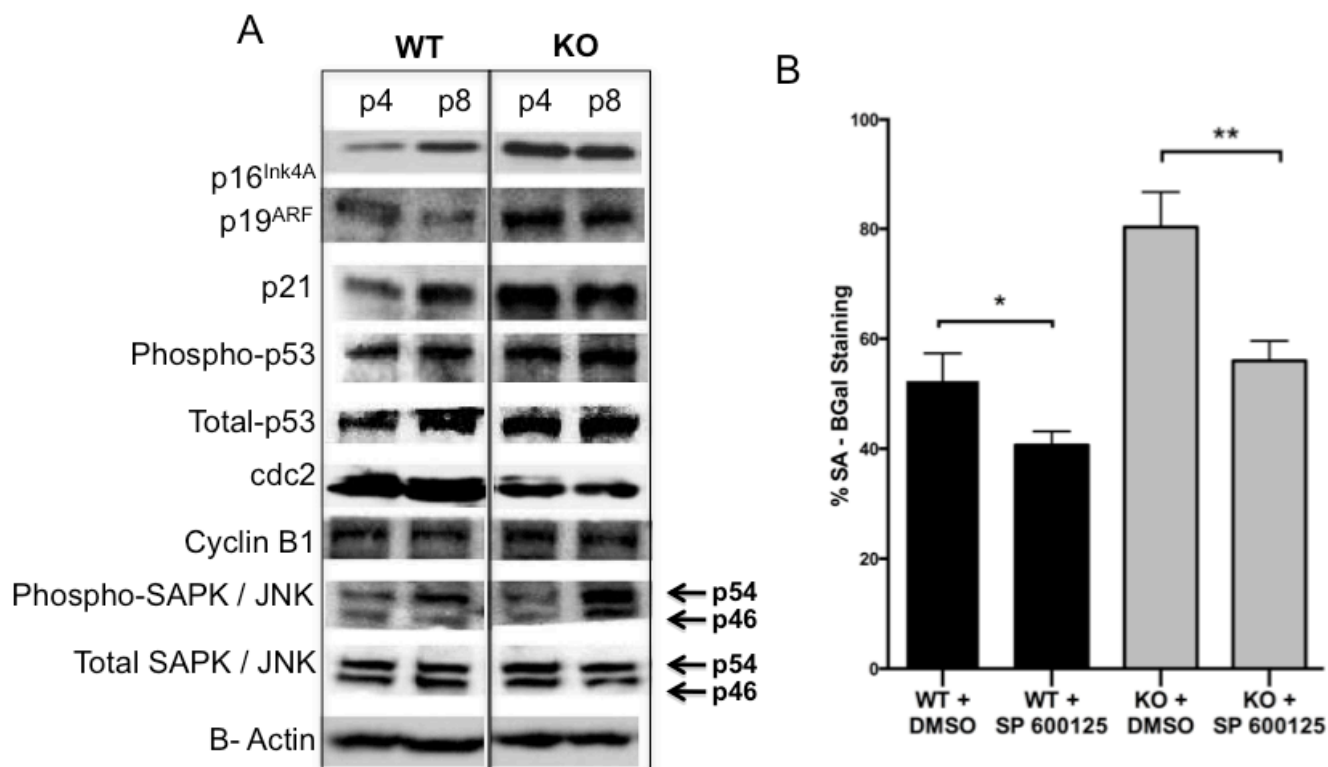 A
WT KO
p4 p8 p4 p8
p16Ink4A
p19ARF
p21
Phospho-p53
Total-p53
cdc2
Cyclin B1
Phospho-SAPK / JNK
p54
p46
Total SAPK / JNK
p54
p46
B- Actin
B
% SA - BGal Staining
100
80
60
40
20
0
*
**
WT + DMSO
WT + SP 600125
KO + DMSO
KO + SP 600125